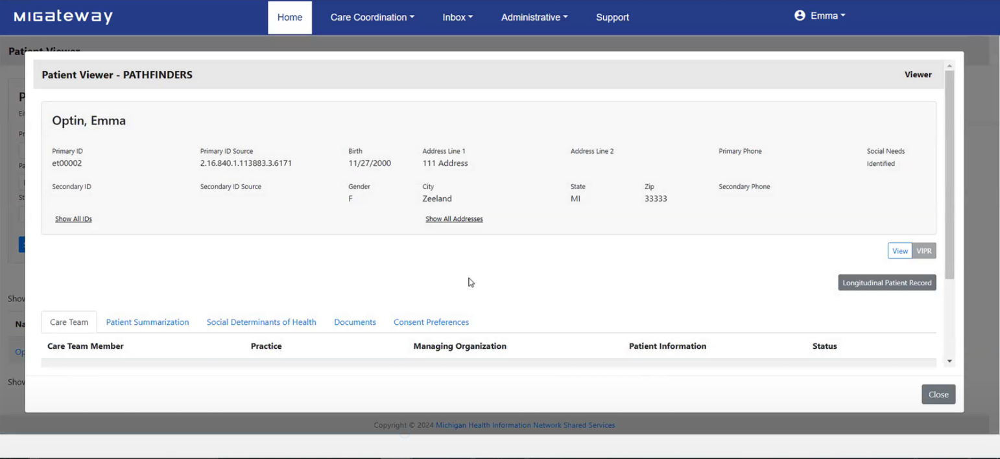 MIGateway Home Care Coordination Inbox Administrative Support Emma
Patient Viewer
Patient Viewer - PATHFINDERS Viewer
Optin, Emma
Primary ID Primary ID Source Birth Address Line 1 Address Line 2 Primary Phone Social Needs
et00002 2.16.840.1.113883.3.6171 11/27/2000 111 Address Identified
Secondary ID Secondary ID Source Gender City State Zip Secondary Phone
F Zeeland MI 33333
Show All IDs Show All Addresses
View VIPR
Longitudinal Patient Record
Care Team Patient Summarization Social Determinants of Health Documents Consent Preferences
Care Team Member Practice Managing Organization Patient Information Status
Close
Copyright © 2024 Michigan Health Information Network Shared Services